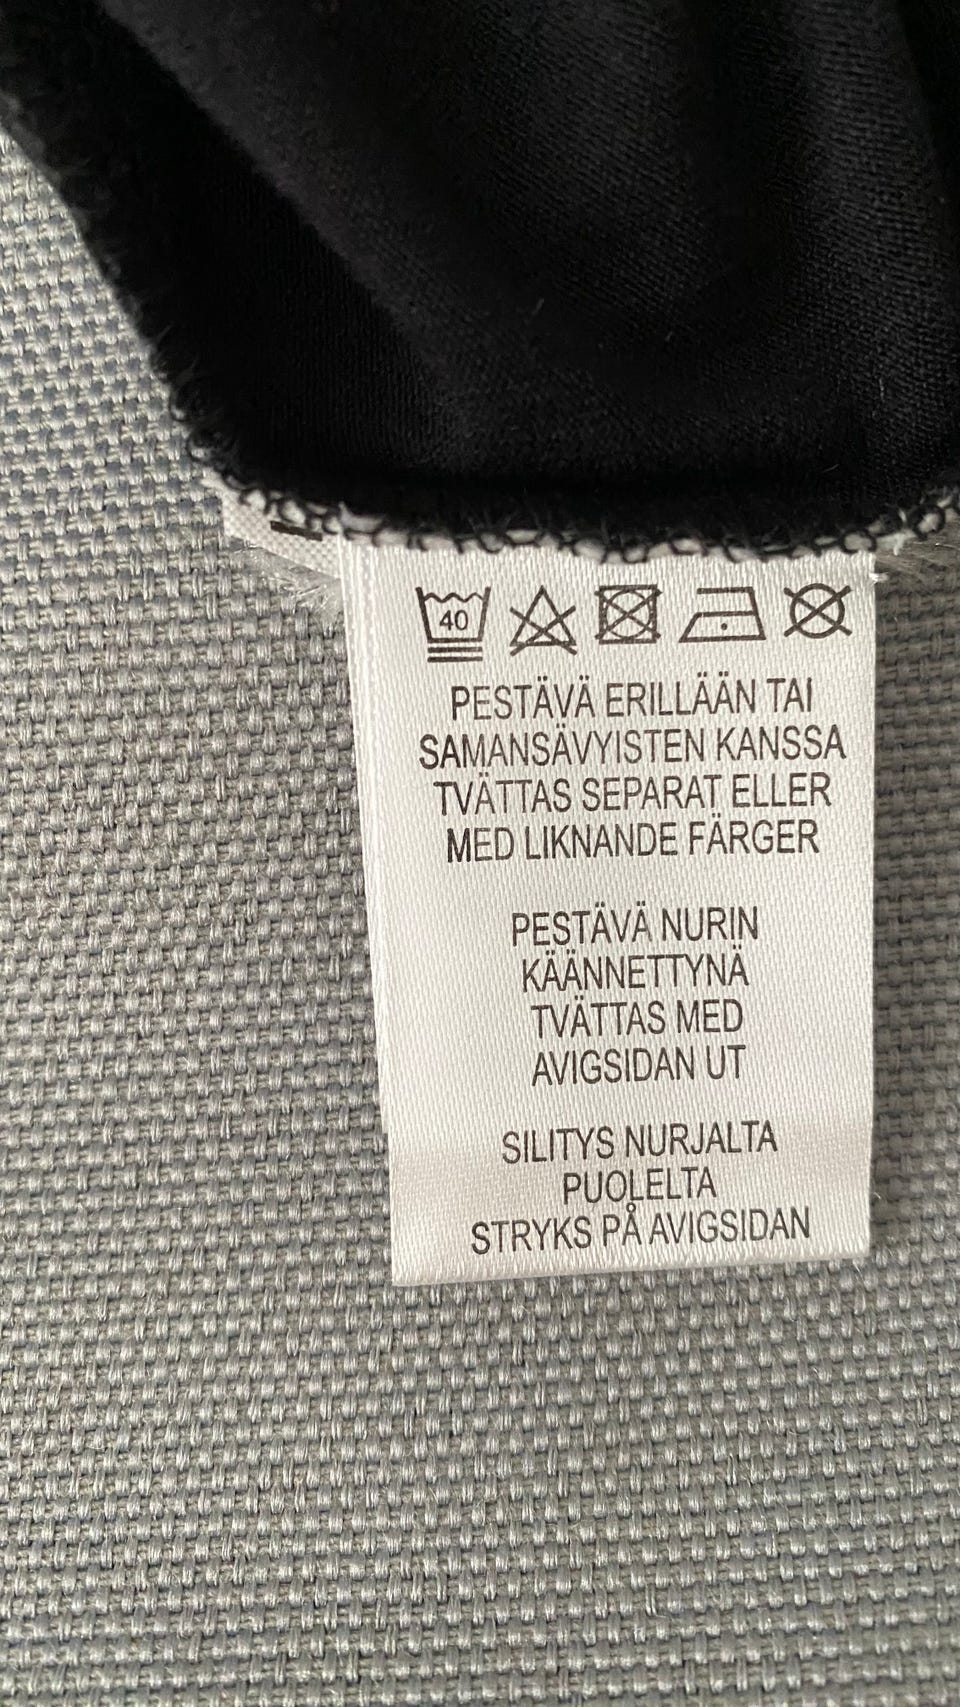 40
PESTÄVÄ ERILLÄÄN TAI
SAMANSÄVYISTEN KANSSA
TVÄTTAS SEPARAT ELLER
MED LIKNANDE FÄRGER
PESTÄVÄ NURIN
KÄÄNNETTYNÄ
TVÄTTAS MED
AVIGSIDAN UT
SILITYS NURJALTA
PUOLELTA
STRYKS PÅ AVIGSIDAN